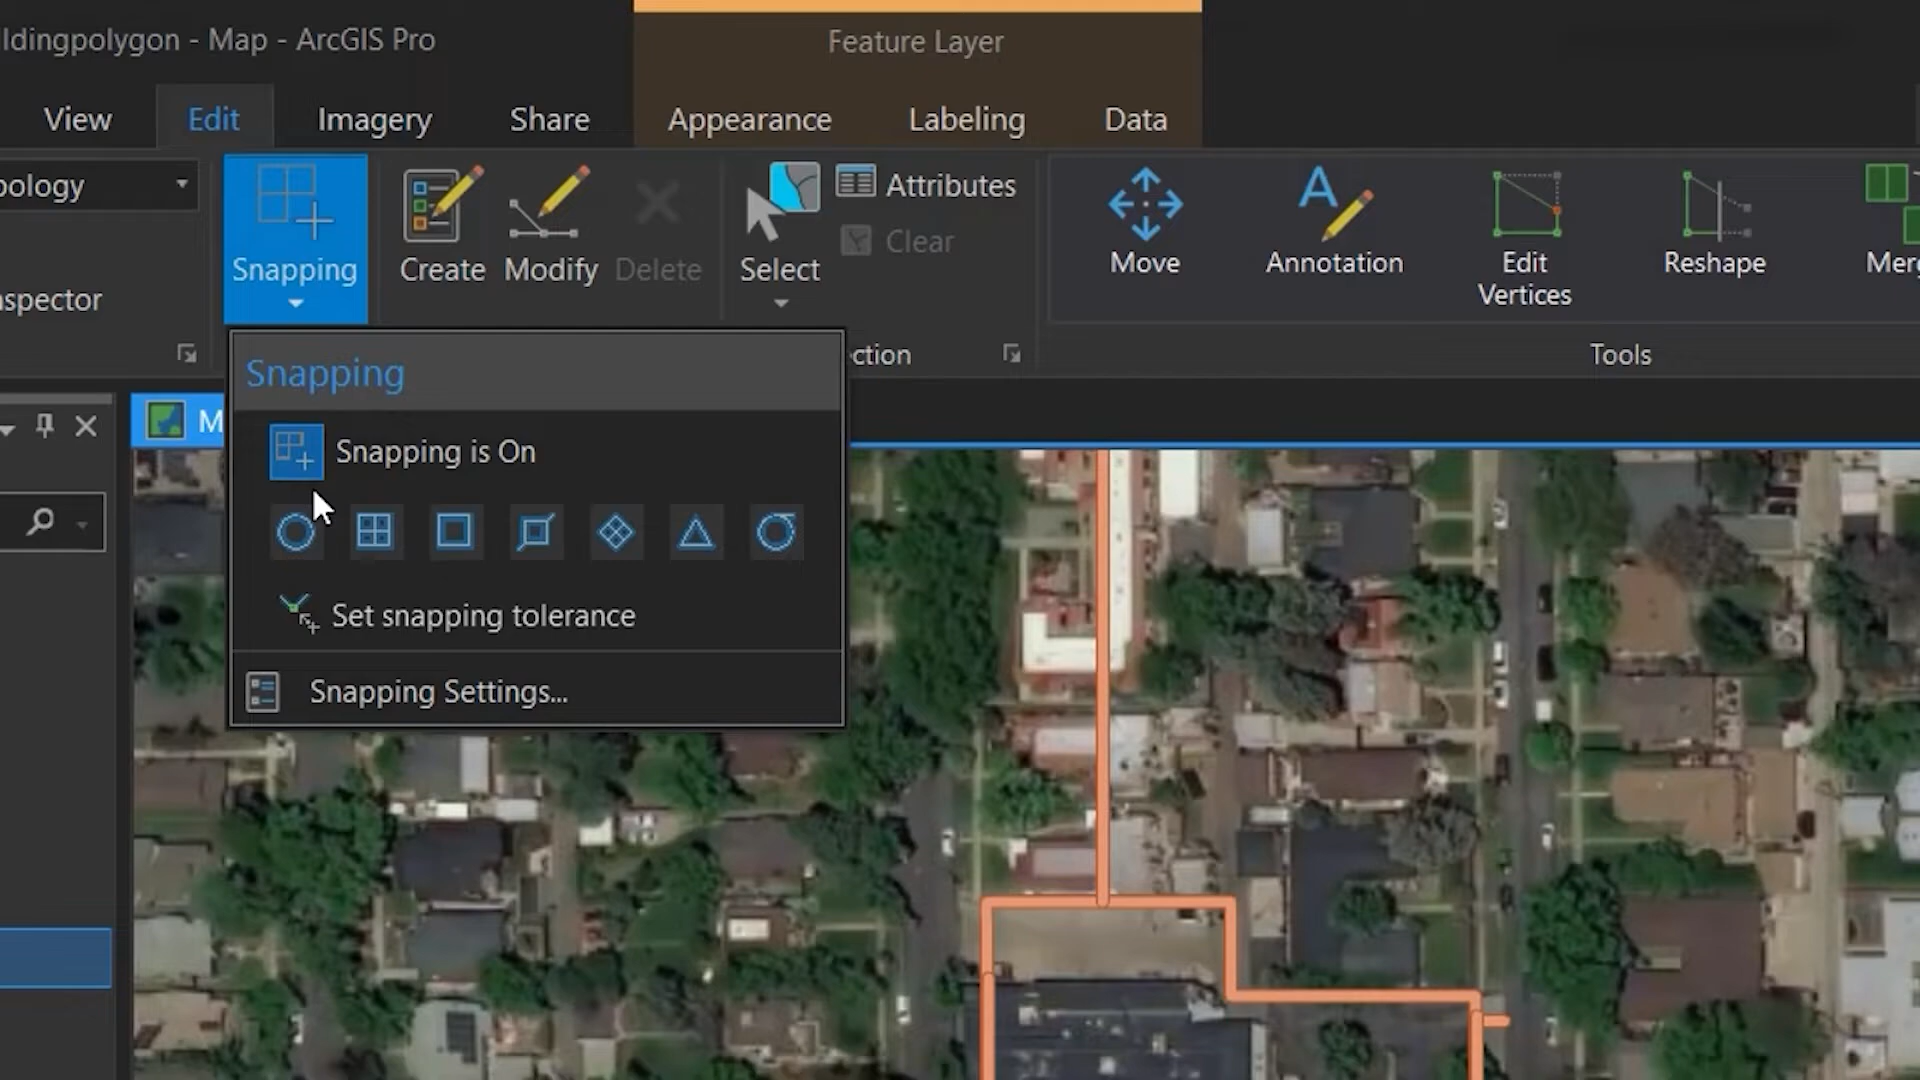 ldingpolygon - Map - ArcGIS Pro
Feature Layer
View
Edit
Imagery
Share
Appearance
Labeling
Data
pology
Snapping
Create
Modify
Delete
Select
Attributes
Clear
Move
Annotation
Edit
Vertices
Reshape
Merg
nspector
ction
Tools
Snapping
M
Snapping is On
Set snapping tolerance
Snapping Settings...